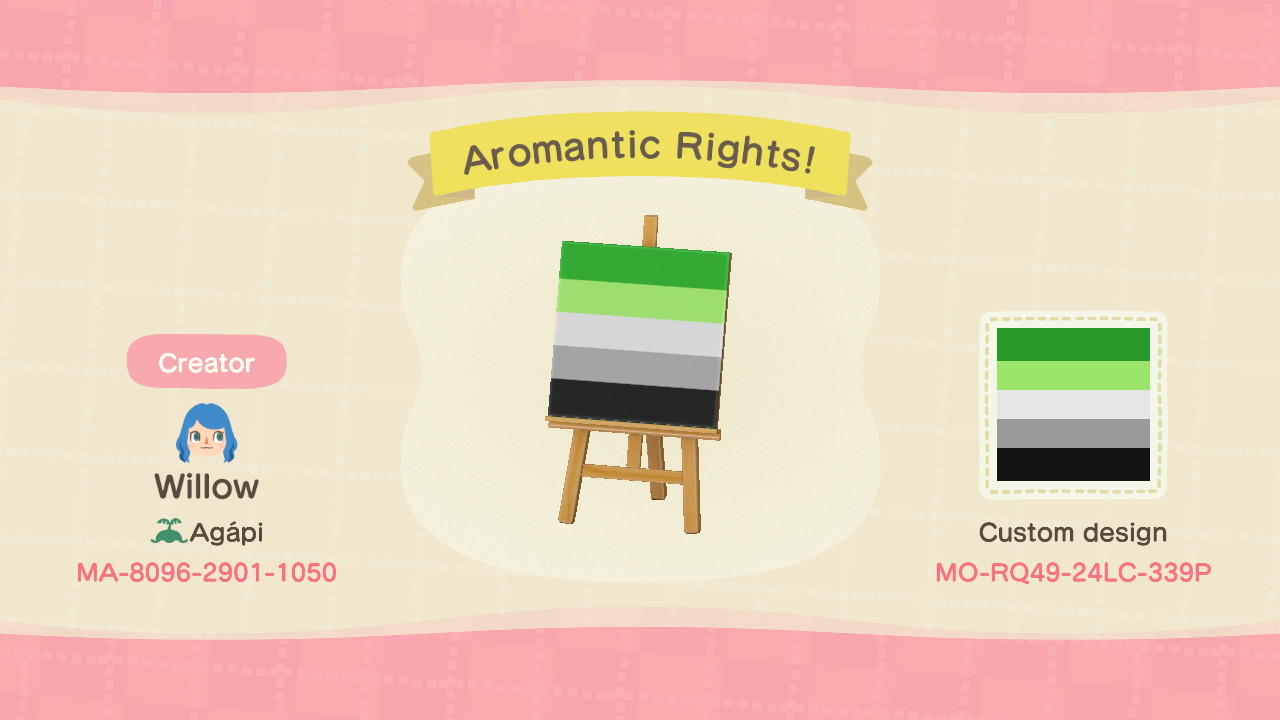 Aromantic Rights!
Creator
Willow
Agápi
MA-8096-2901-1050
Custom design
MO-RQ49-24LC-339P